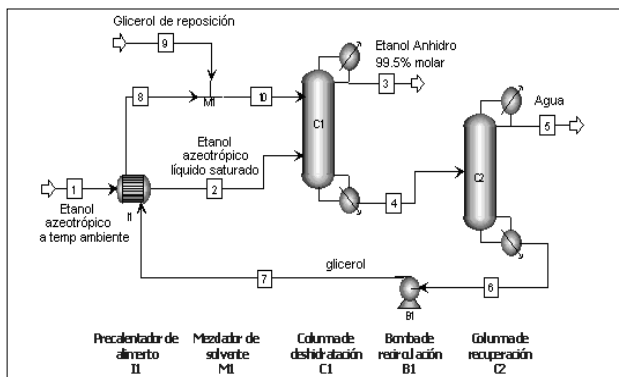 Glicerol de reposición
9
8
M1
10
Etanol Anhidro
99.5% molar
3
C1
Agua
5
C2
Etanol
azeotrópico
líquido saturado
1
2
Etanol
azeotrópico
a temp ambiente
I1
4
glicerol
7
6
B1
Precalentador de
alimento
I1
Mezclador de
solvente
M1
Columna de
deshidratación
C1
Bomba de
recirculación
B1
Columna de
recuperación
C2